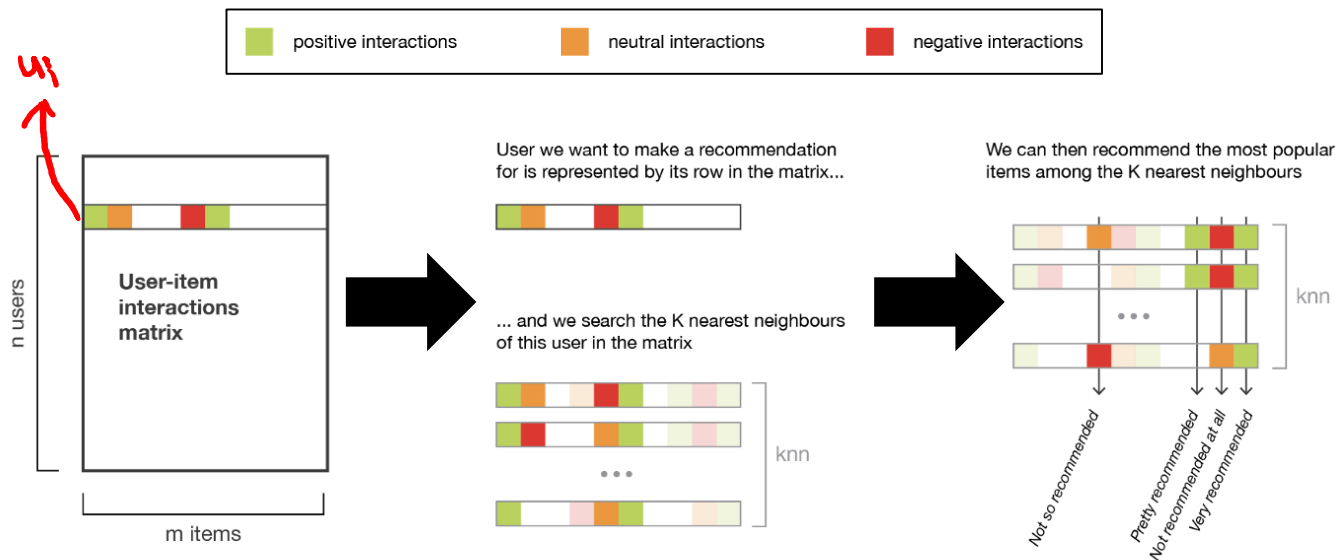 positive interactions
neutral interactions
negative interactions
ui
n users
User-item
interactions
matrix
m items
User we want to make a recommendation
for is represented by its row in the matrix...
... and we search the K nearest neighbours
of this user in the matrix
knn
We can then recommend the most popular
items among the K nearest neighbours
knn
Not so recommended
Pretty recommended
Not recommended at all
Very recommended